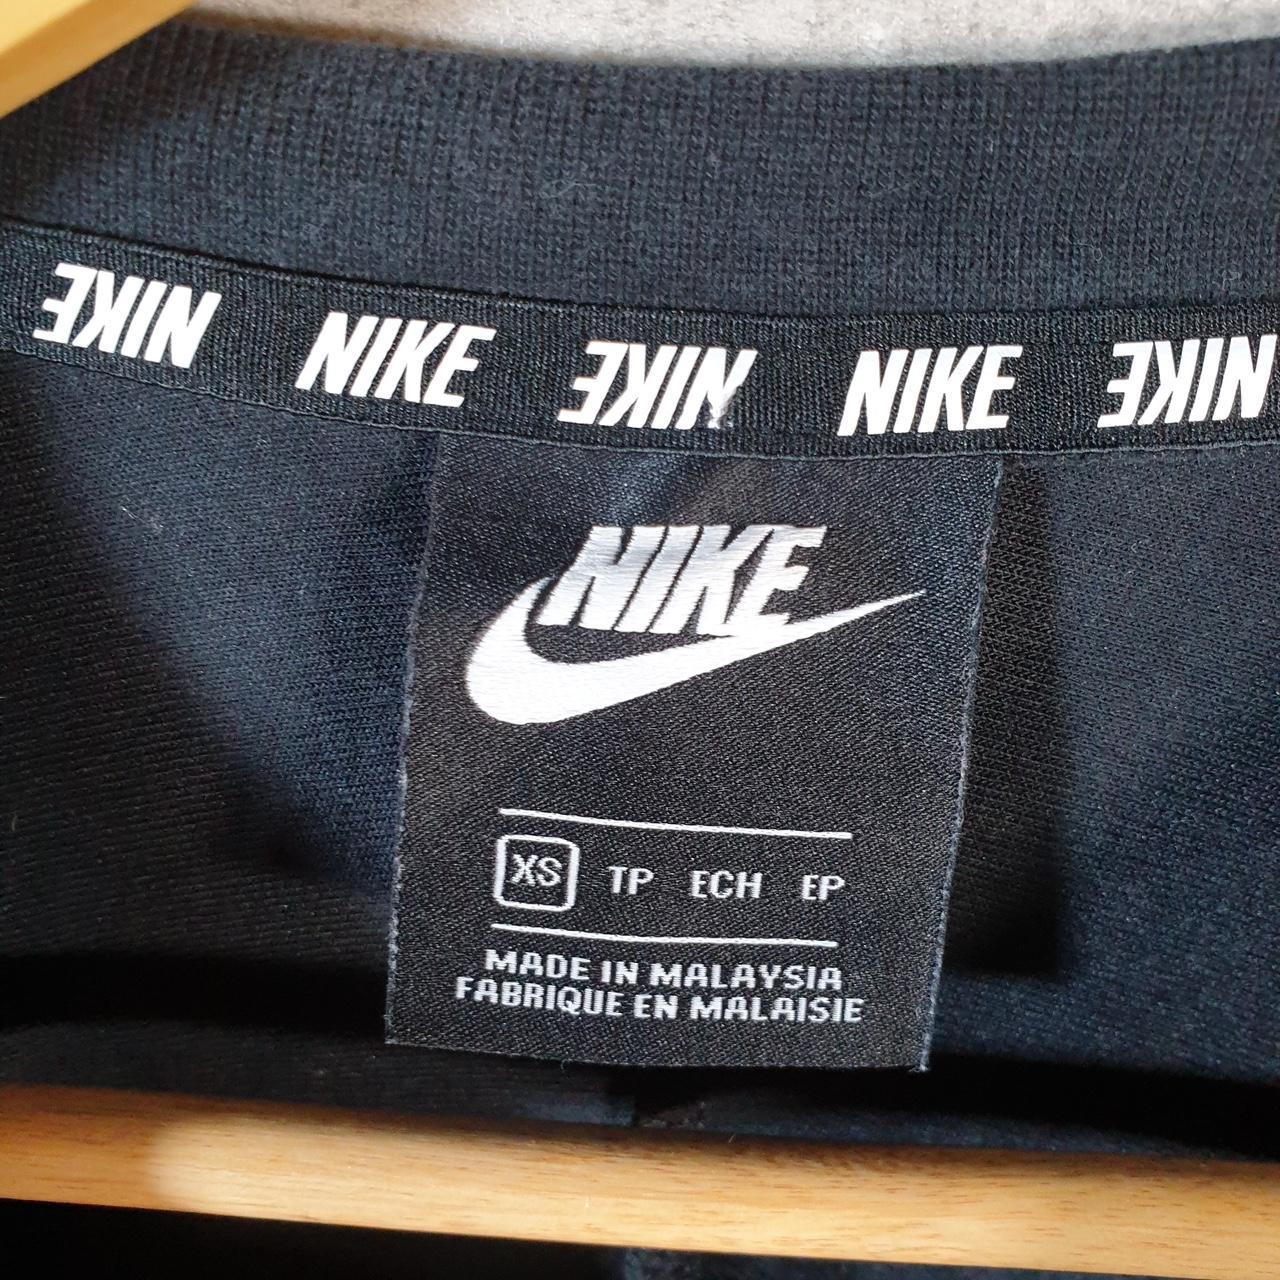 NIKE NIKE NIKE NIKE NIKE
NIKE
XS TP ECH EP
MADE IN MALAYSIA
FABRIQUE EN MALAISIE